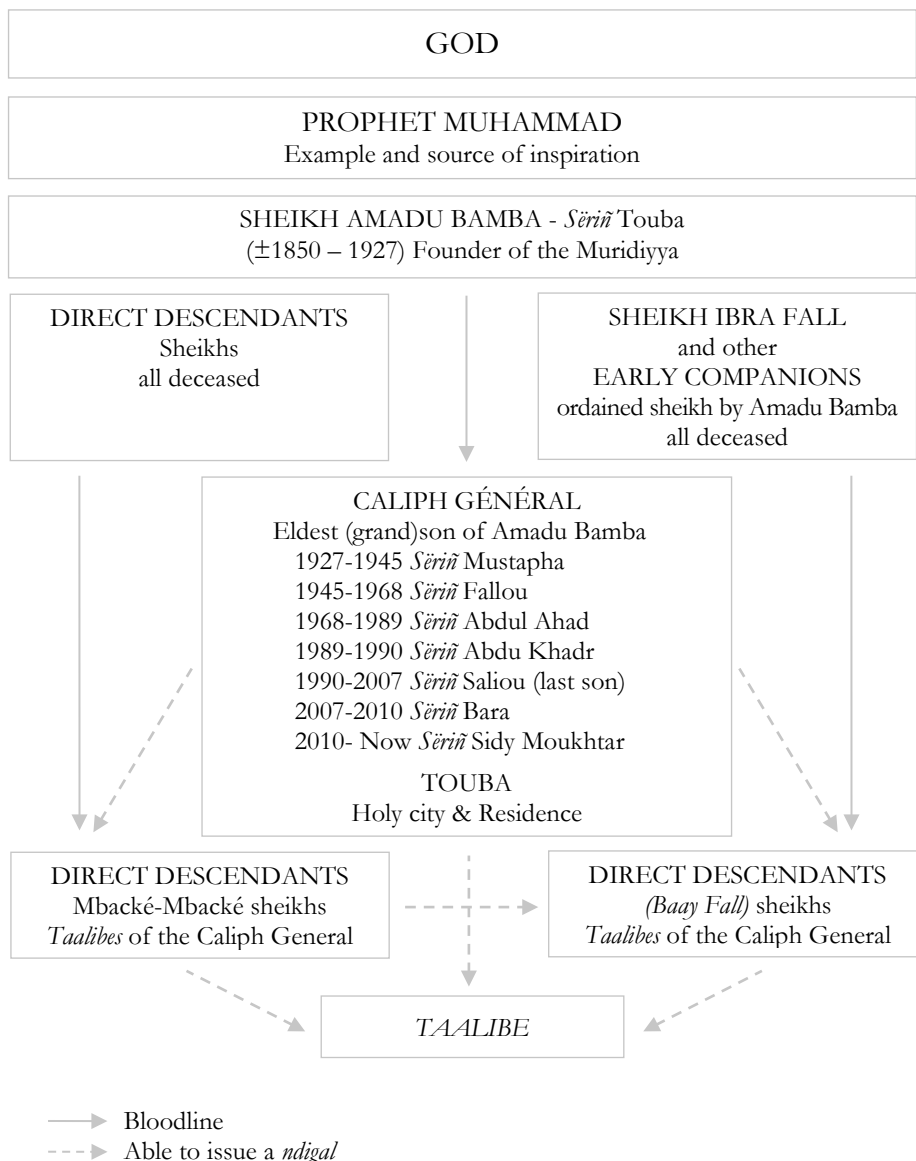 GOD
PROPHET MUHAMMAD
Example and source of inspiration
SHEIKH AMADU BAMBA - Sëriñ Touba
(±1850 – 1927) Founder of the Muridiyya
DIRECT DESCENDANTS
Sheikhs
all deceased
SHEIKH IBRA FALL
and other
EARLY COMPANIONS
ordained sheikh by Amadu Bamba
all deceased
CALIPH GÉNÉRAL
Eldest (grand)son of Amadu Bamba
1927-1945 Sëriñ Mustapha
1945-1968 Sëriñ Fallou
1968-1989 Sëriñ Abdul Ahad
1989-1990 Sëriñ Abdu Khadr
1990-2007 Sëriñ Saliou (last son)
2007-2010 Sëriñ Bara
2010- Now Sëriñ Sidy Moukhtar
TOUBA
Holy city & Residence
DIRECT DESCENDANTS
Mbacké-Mbacké sheikhs
Taalibes of the Caliph General
DIRECT DESCENDANTS
(Baay Fall) sheikhs
Taalibes of the Caliph General
TAALIBE
Bloodline
Able to issue a ndigal